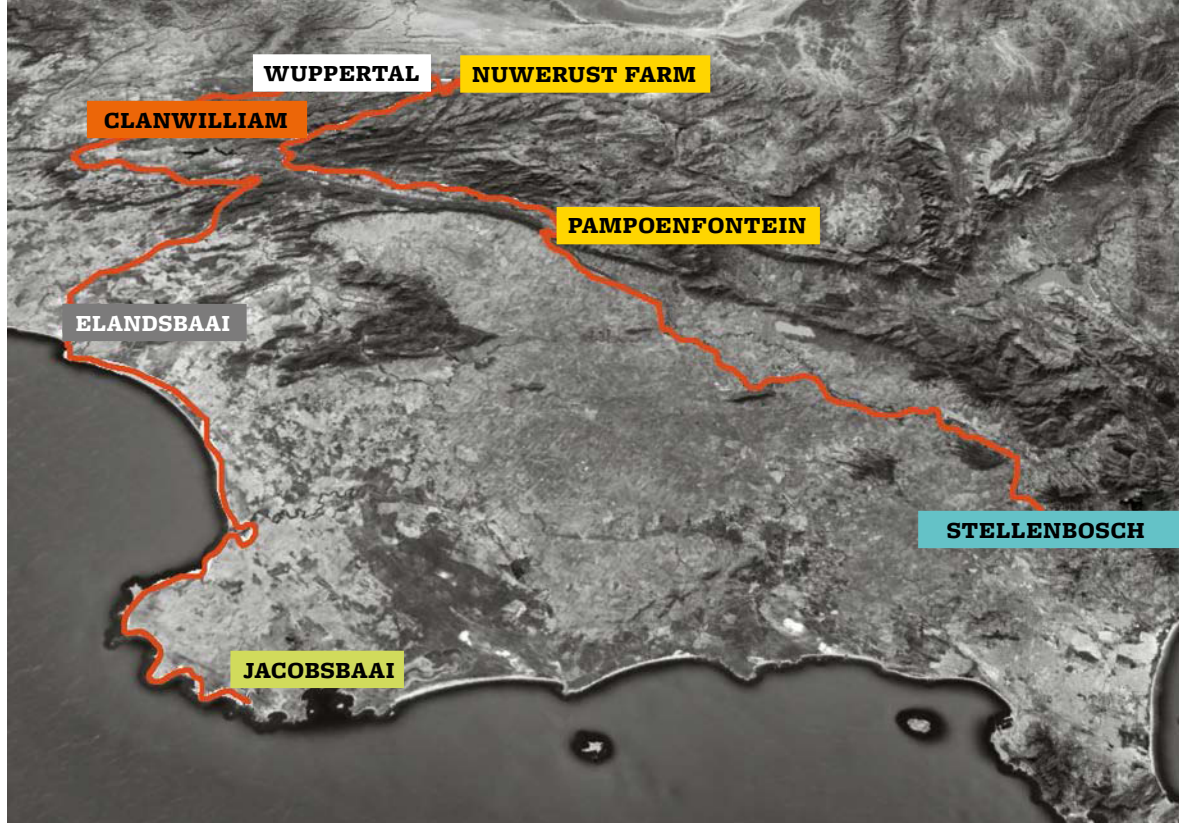 WUPPERTAL
NUWERUST FARM
CLANWILLIAM
PAMPOENFONTEIN
ELANDSBAAI
STELLENBOSCH
JACOBSBAAI